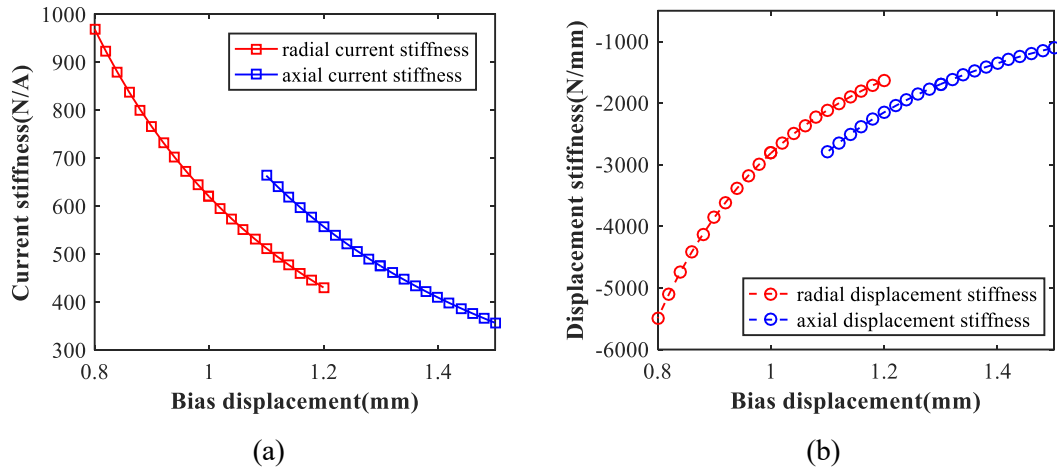 1000
900
800
700
600
500
400
300
Current stiffness(N/A)
radial current stiffness
axial current stiffness
0.8 1 1.2 1.4
Bias displacement(mm)
(a)
-1000
-2000
-3000
-4000
-5000
-6000
Displacement stiffness(N/mm)
radial displacement stiffness
axial displacement stiffness
0.8 1 1.2 1.4
Bias displacement(mm)
(b)